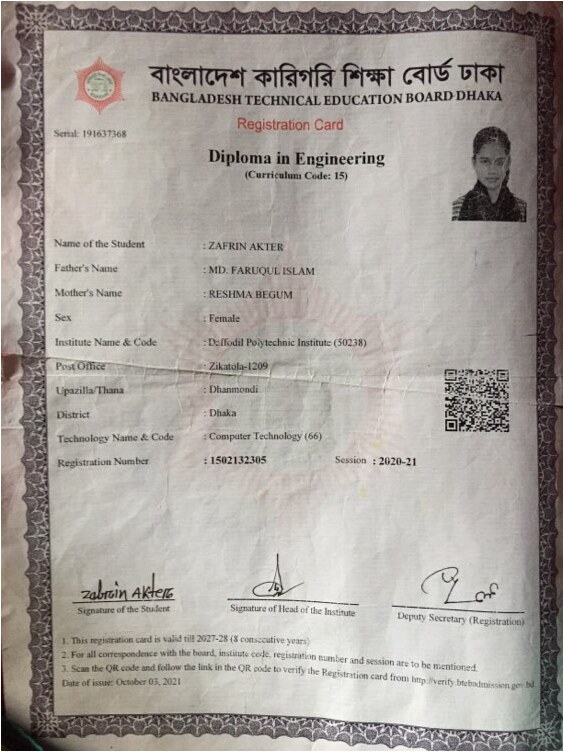 বাংলাদেশ কারিগরি শিক্ষা বোর্ড ঢাকা
BANGLADESH TECHNICAL EDUCATION BOARD DHAKA
Registration Card
Serial: 191637368
Diploma in Engineering
(Curriculum Code: 15)
Name of the Student : ZAFRIN AKTER
Father's Name : MD. FARUQUL ISLAM
Mother's Name : RESHMA BEGUM
Sex : Female
Institute Name & Code : Daffodil Polytechnic Institute (50238)
Post Office : Zikatola-1209
Upazilla/Thana : Dhanmondi
District : Dhaka
Technology Name & Code : Computer Technology (66)
Registration Number : 1502132305 Session : 2020-21
Zabrin Akter
Signature of the Student
Signature of Head of the Institute
Deputy Secretary (Registration)
1. This registration card is valid till 2027-28 (8 consecutive years)
2. For all correspondence with the board, institute code, registration number and session are to be mentioned.
3. Scan the QR code and follow the link in the QR code to verify the Registration card from http://verify.btebadmission.gov.bd
Date of issue: October 03, 2021